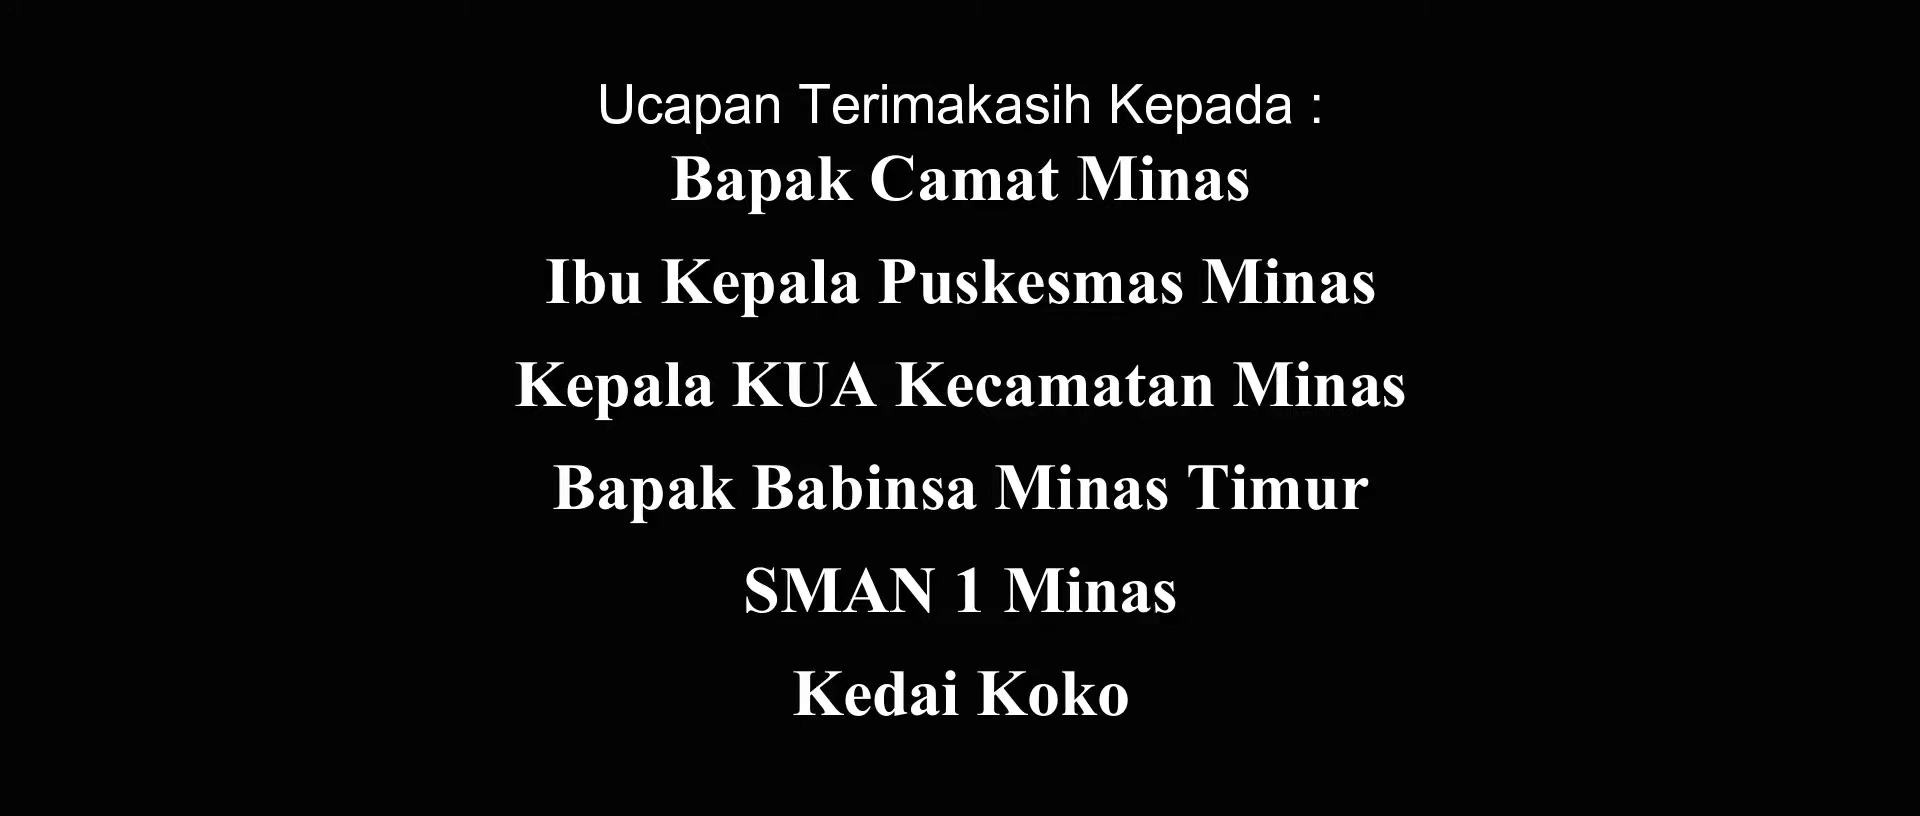 Ucapan Terimakasih Kepada :
Bapak Camat Minas
Ibu Kepala Puskesmas Minas
Kepala KUA Kecamatan Minas
Bapak Babinsa Minas Timur
SMAN 1 Minas
Kedai Koko